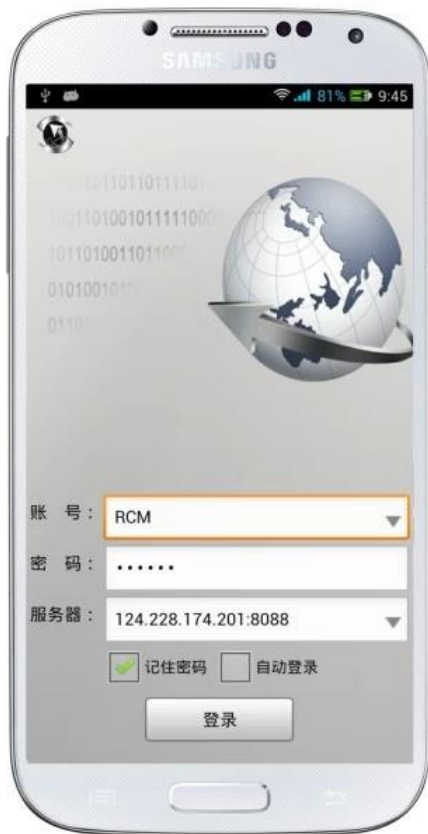 SAMSUNG
81% 9:45
账 号：
RCM
密 码：
••••••
服务器：
124.228.174.201:8088
记住密码 自动登录
登录